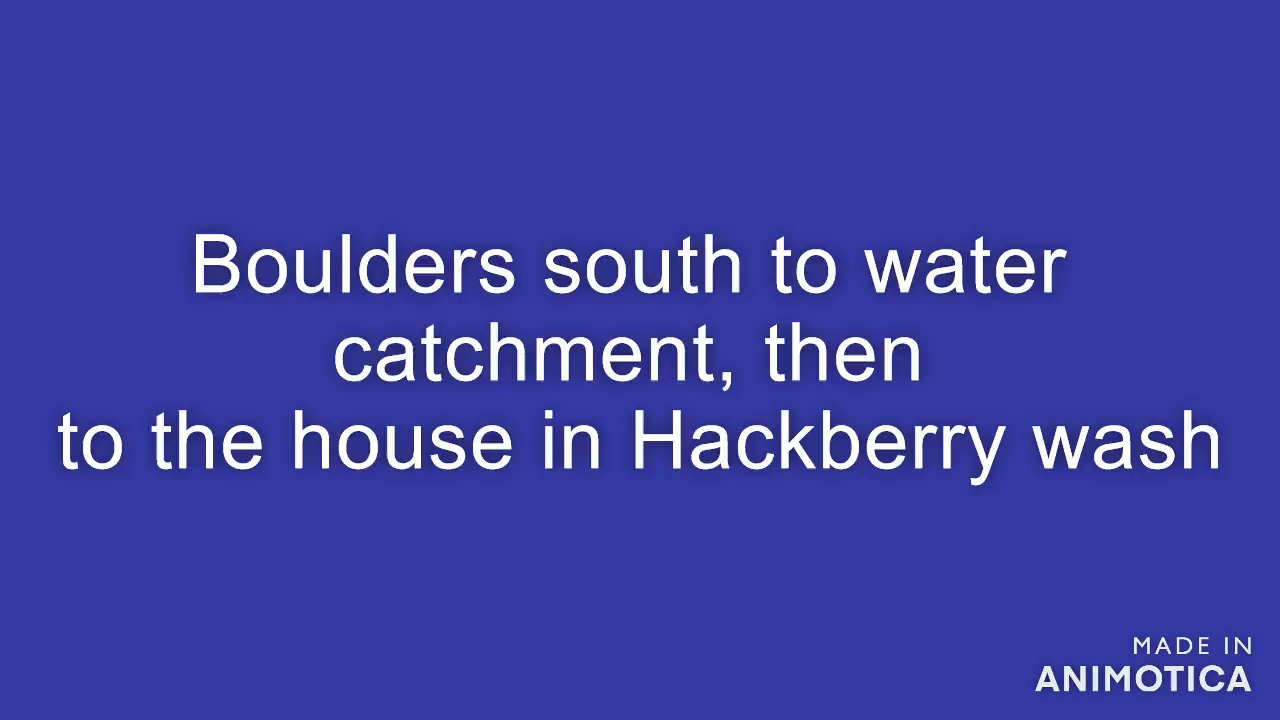 Boulders south to water
catchment, then
to the house in Hackberry wash
MADE IN
ANIMOTICA